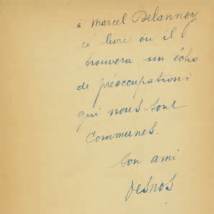 à Marcel Delannoy
ce livre où il
trouvera un écho
de préoccupations
qui nous sont
communes.
Son ami
Desnos